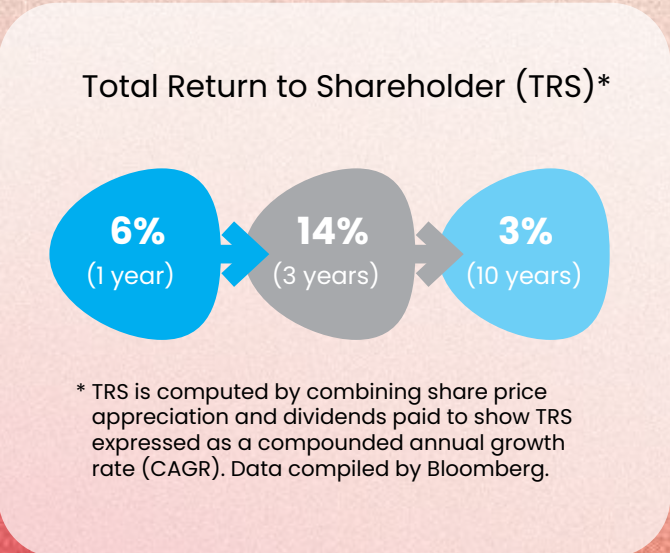 Total Return to Shareholder (TRS)*
6%
(1 year)
14%
(3 years)
3%
(10 years)
* TRS is computed by combining share price
appreciation and dividends paid to show TRS
expressed as a compounded annual growth
rate (CAGR). Data compiled by Bloomberg.